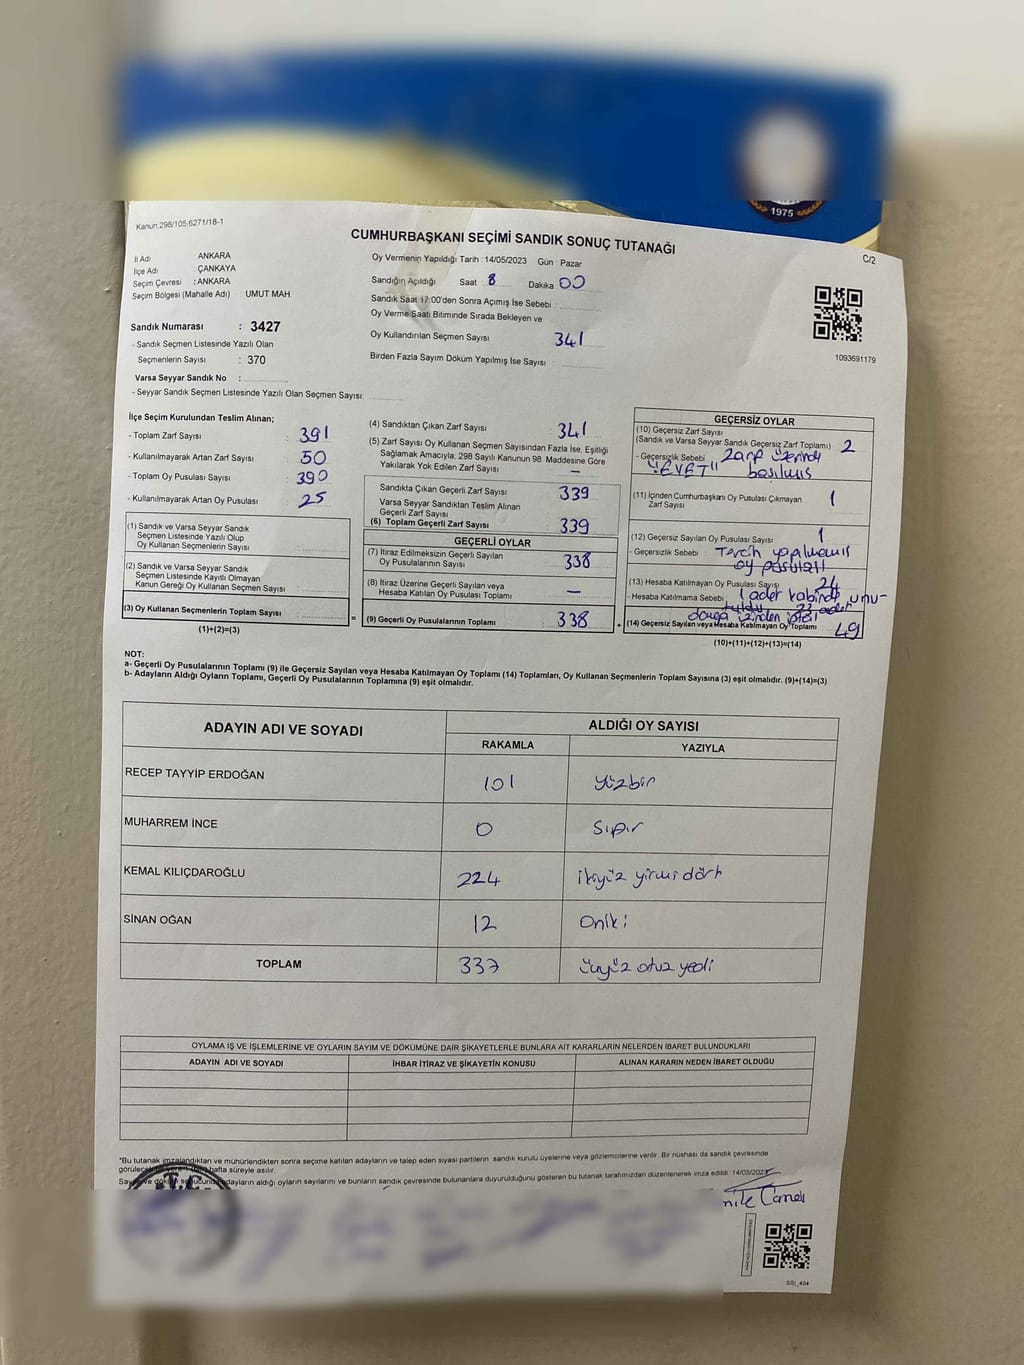 1975
Kanun 298/105,6271/18-1
CUMHURBAŞKANI SEÇİMİ SANDIK SONUÇ TUTANAĞI
C/2
İl Adı ANKARA
İlçe Adı ÇANKAYA
Seçim Çevresi : ANKARA
Seçim Bölgesi (Mahalle Adı) : UMUT MAH.
Sandık Numarası : 3427
- Sandık Seçmen Listesinde Yazılı Olan
Seçmenlerin Sayısı : 370
Varsa Seyyar Sandık No :
- Seyyar Sandık Seçmen Listesinde Yazılı Olan Seçmen Sayısı:
Oy Vermenin Yapıldığı Tarih : 14/05/2023 Gün : Pazar
Sandığın Açıldığı Saat 8 Dakika 00
Sandık Saat 17:00'den Sonra Açımış İse Sebebi :
Oy Verme Saati Bitiminde Sırada Bekleyen ve
Oy Kullandırılan Seçmen Sayısı 341
Birden Fazla Sayım Döküm Yapılmış İse Sayısı :
1093691179
İlçe Seçim Kurulundan Teslim Alınan;
- Toplam Zarf Sayısı : 391
- Kullanılmayarak Artan Zarf Sayısı : 50
- Toplam Oy Pusulası : 390
- Kullanılmayarak Artan Oy Pusulası : 25
(1) Sandık ve Varsa Seyyar Sandık
Seçmen Listesinde Yazılı Olup
Oy Kullanan Seçmenlerin Sayısı
(2) Sandık ve Varsa Seyyar Sandık
Seçmen Listesinde Kayıtlı Olmayan
Kanun Gereği Oy Kullanan Seçmen Sayısı
(3) Oy Kullanan Seçmenlerin Toplam Sayısı
(1)+(2)=(3)
=
(4) Sandıktan Çıkan Zarf Sayısı : 341
(5) Zarf Sayısı Oy Kullanan Seçmen Sayısından Fazla İse, Eşitliği
Sağlamak Amacıyla, 298 Sayılı Kanunun 98. Maddesine Göre
Yakılarak Yok Edilen Zarf Sayısı : —
Sandıkta Çıkan Geçerli Zarf Sayısı : 339
Varsa Seyyar Sandıktan Teslim Alınan
Geçerli Zarf Sayısı
(6) Toplam Geçerli Zarf Sayısı : 339
GEÇERLİ OYLAR
(7) İtiraz Edilmeksizin Geçerli Sayılan
Oy Pusulalarının Sayısı 338
(8) İtiraz Üzerine Geçerli Sayılan veya
Hesaba Katılan Oy Pusulası Toplamı —
(9) Geçerli Oy Pusulalarının Toplamı 338
+
GEÇERSİZ OYLAR
(10) Geçersiz Zarf Sayısı
(Sandık ve Varsa Seyyar Sandık Geçersiz Zarf Toplamı) 2
- Geçersizlik Sebebi : Zarf üzerinde
"EVET" basılmış
(11) İçinden Cumhurbaşkanı Oy Pusulası Çıkmayan
Zarf Sayısı 1
(12) Geçersiz Sayılan Oy Pusulası Sayısı 1
- Geçersizlik Sebebi : Tercih yapılmamış
oy pusulası
(13) Hesaba Katılmayan Oy Pusulası Sayısı 24
- Hesaba Katılmama Sebebi : 1 adet kabinde unu-
tuldu, 23 adet
(14) Geçersiz Sayılan veya Hesaba Katılmayan Oy Toplamı 49
(10)+(11)+(12)+(13)=(14)
NOT:
a- Geçerli Oy Pusulalarının Toplamı (9) ile Geçersiz Sayılan veya Hesaba Katılmayan Oy Toplamı (14) Toplamları, Oy Kullanan Seçmenlerin Toplam Sayısına (3) eşit olmalıdır. (9)+(14)=(3)
b- Adayların Aldığı Oyların Toplamı, Geçerli Oy Pusulalarının Toplamına (9) eşit olmalıdır.
ADAYIN ADI VE SOYADI ALDIĞI OY SAYISI
RAKAMLA YAZIYLA
RECEP TAYYİP ERDOĞAN 101 Yüzbir
MUHARREM İNCE 0 Sıfır
KEMAL KILIÇDAROĞLU 224 ikiyüz yirmi dört
SİNAN OĞAN 12 Oniki
TOPLAM 337 üçyüz otuz yedi
OYLAMA İŞ VE İŞLEMLERİNE VE OYLARIN SAYIM VE DÖKÜMÜNE DAİR ŞİKAYETLERLE BUNLARA AİT KARARLARIN NELERDEN İBARET BULUNDUKLARI
ADAYIN ADI VE SOYADI İHBAR İTİRAZ VE ŞİKAYETİN KONUSU ALINAN KARARIN NEDEN İBARET OLDUĞU
*Bu tutanak imzalandıktan ve mühürlendikten sonra seçime katılan adayların ve talep eden siyasi partilerin sandık kurulu üyelerine veya gözlemcilerine verilir. Bir nüshası da sandık çevresinde
hafta süreyle asılır.
adayların aldığı oyların sayılarını ve bunların sandık çevresinde bulunanlara duyurulduğunu gösteren bu tutanak tarafımızdan düzenlenerek imza edildi. 14/05/2023
SSI_404